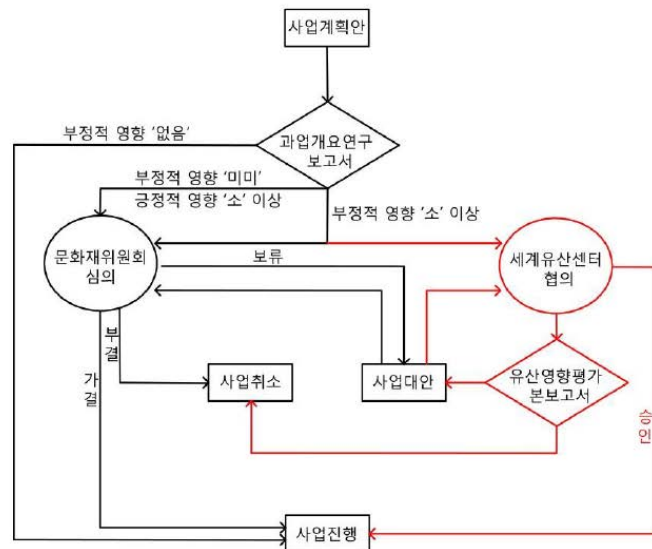 사업계획안
부정적 영향 '없음'
과업개요연구
보고서
부정적 영향 '미미'
긍정적 영향 '소' 이상
부정적 영향 '소' 이상
문화재위원회
심의
보류
세계유산센터
협의
부결
가결
사업취소
사업대안
유산영향평가
본보고서
승인
사업진행